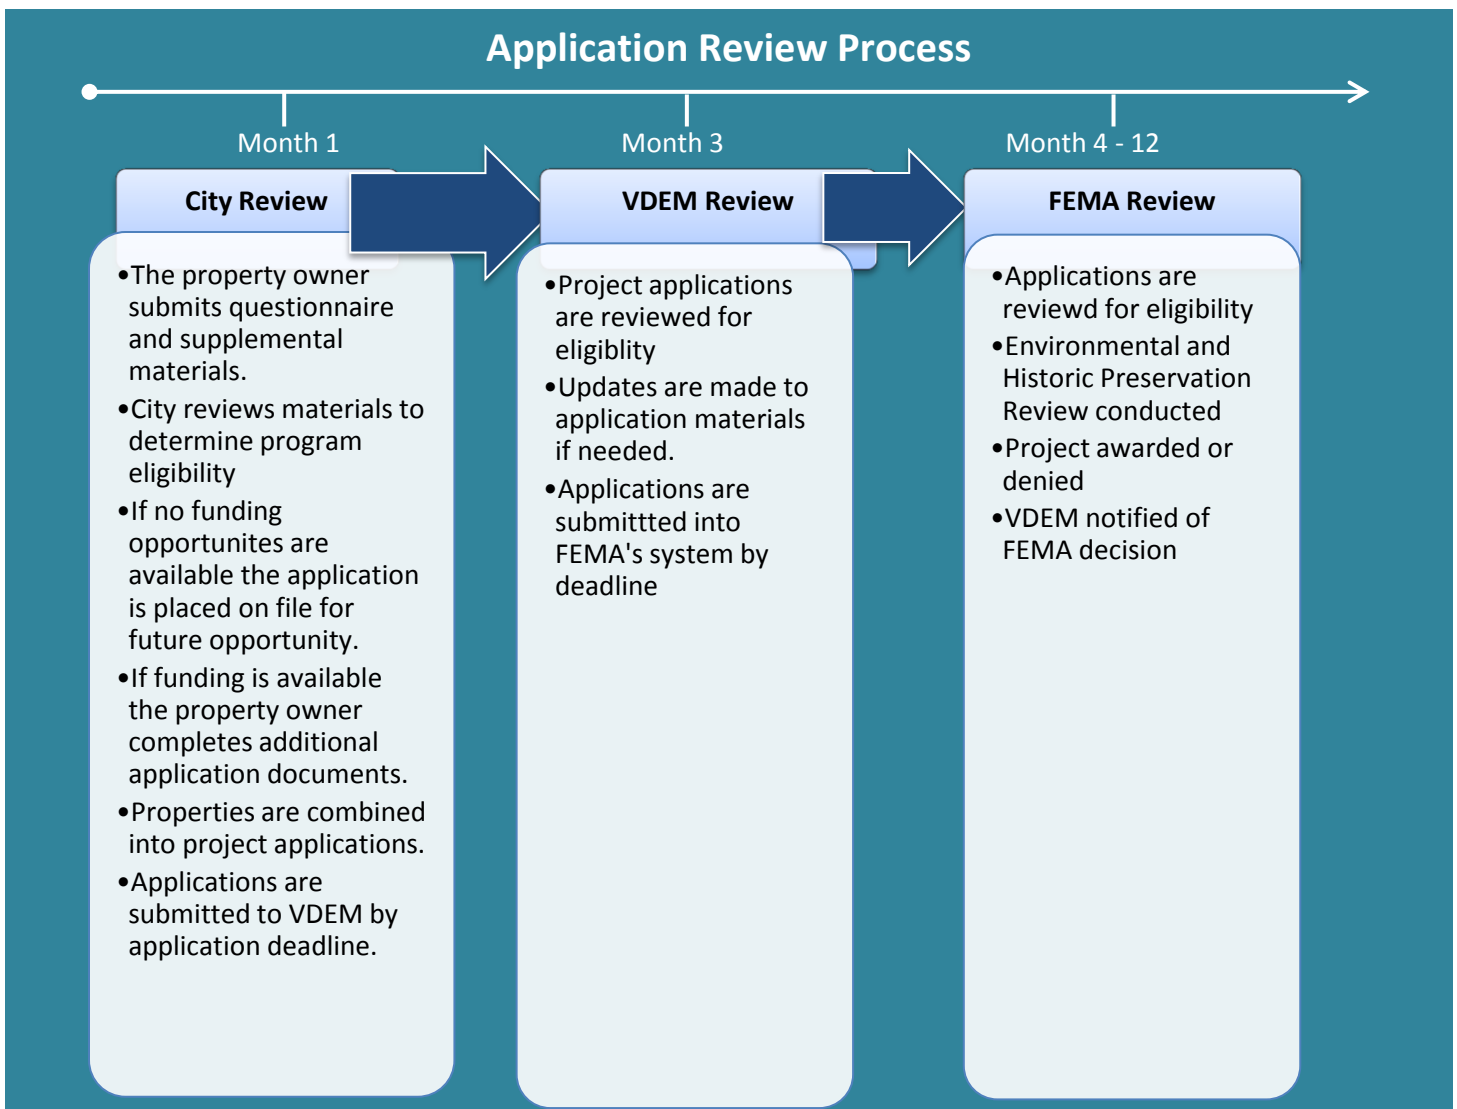 Application Review Process
Month 1
Month 3
Month 4 - 12
City Review
•The property owner
submits questionnaire
and supplemental
materials.
•City reviews materials to
determine program
eligibility
•If no funding
opportunites are
available the application
is placed on file for
future opportunity.
•If funding is available
the property owner
completes additional
application documents.
•Properties are combined
into project applications.
•Applications are
submitted to VDEM by
application deadline.
VDEM Review
•Project applications
are reviewed for
eligiblity
•Updates are made to
application materials
if needed.
•Applications are
submittted into
FEMA's system by
deadline
FEMA Review
•Applications are
reviewd for eligibility
•Environmental and
Historic Preservation
Review conducted
•Project awarded or
denied
•VDEM notified of
FEMA decision